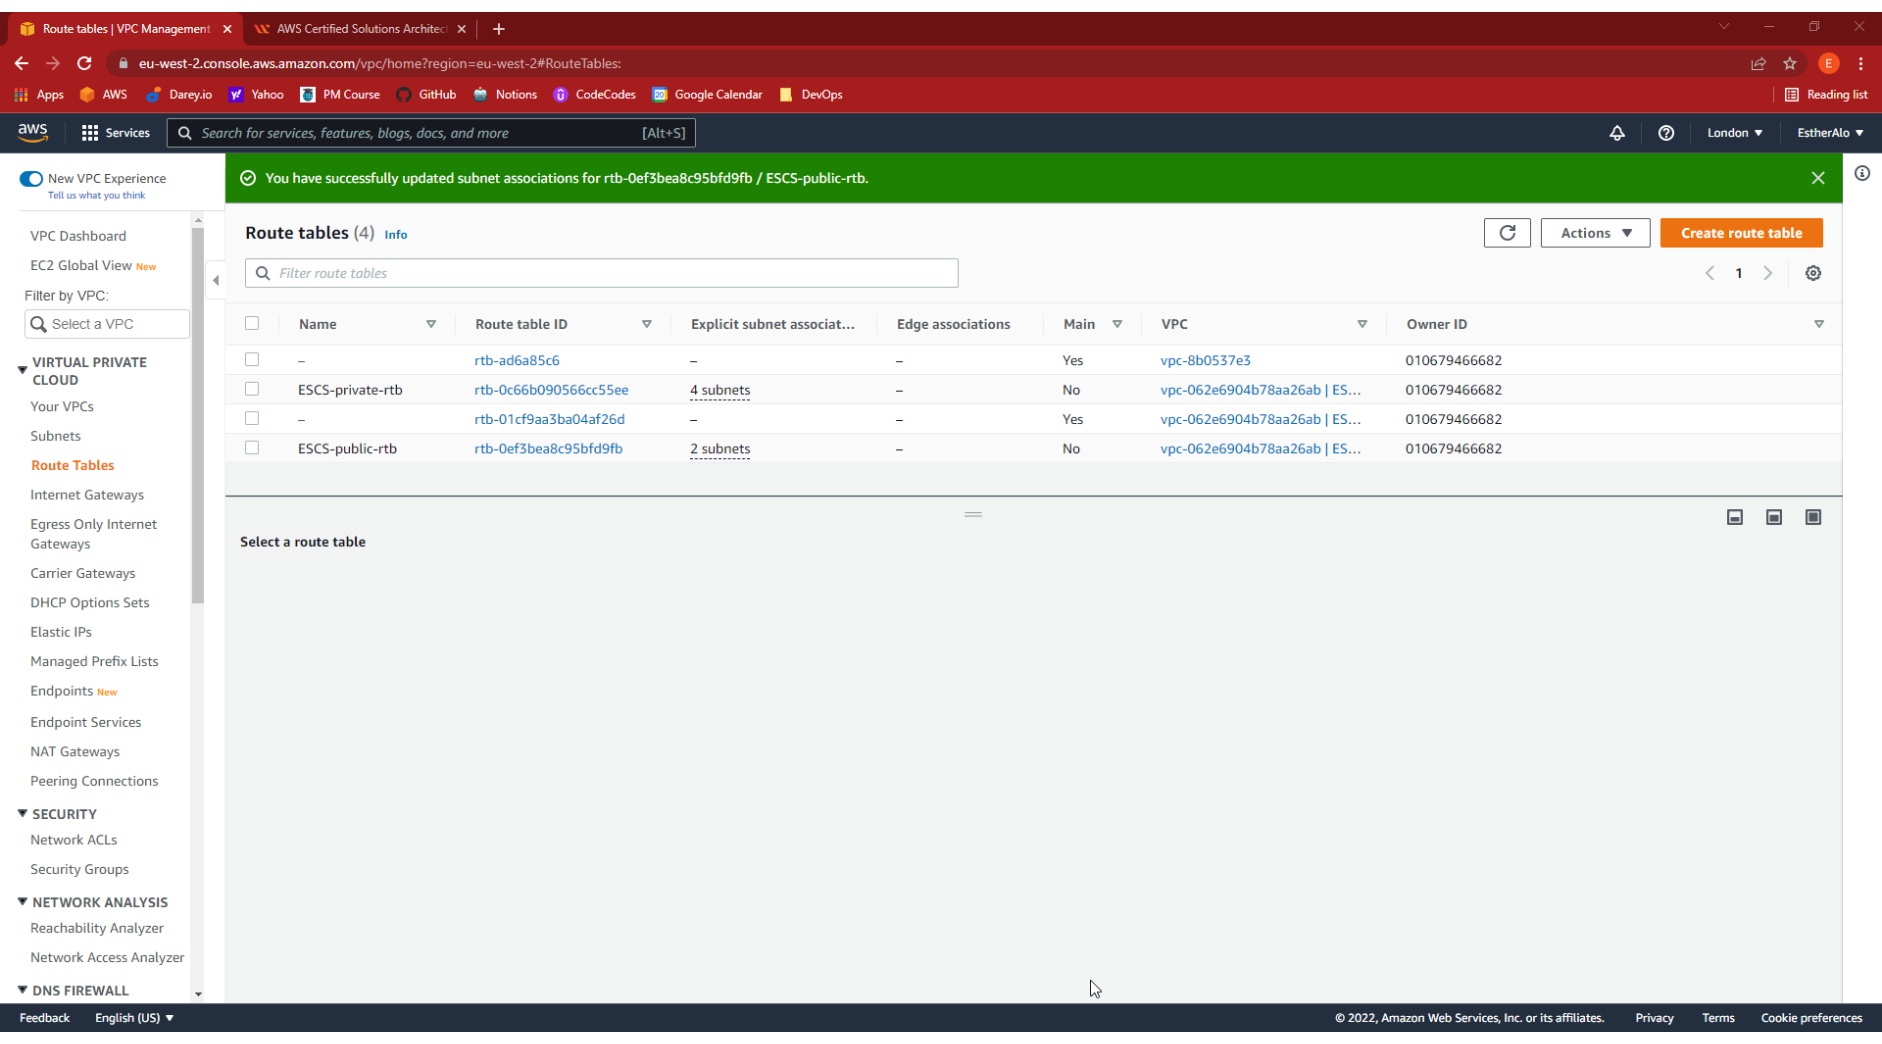 Route tables | VPC Management
AWS Certified Solutions Architect
eu-west-2.console.aws.amazon.com/vpc/home?region=eu-west-2#RouteTables:
E
Apps AWS Darey.io Yahoo PM Course GitHub Notions CodeCodes Google Calendar DevOps Reading list
aws Services Search for services, features, blogs, docs, and more [Alt+S] London EstherAlo
New VPC Experience
Tell us what you think
You have successfully updated subnet associations for rtb-0ef3bea8c95bfd9fb / ESCS-public-rtb.
VPC Dashboard
EC2 Global View New
Filter by VPC:
Select a VPC
VIRTUAL PRIVATE
CLOUD
Your VPCs
Subnets
Route Tables
Internet Gateways
Egress Only Internet
Gateways
Carrier Gateways
DHCP Options Sets
Elastic IPs
Managed Prefix Lists
Endpoints New
Endpoint Services
NAT Gateways
Peering Connections
SECURITY
Network ACLs
Security Groups
NETWORK ANALYSIS
Reachability Analyzer
Network Access Analyzer
DNS FIREWALL
Route tables (4) Info
Actions
Create route table
Filter route tables
1
Name Route table ID Explicit subnet associat... Edge associations Main VPC Owner ID
– rtb-ad6a85c6 – – Yes vpc-8b0537e3 010679466682
ESCS-private-rtb rtb-0c66b090566cc55ee 4 subnets – No vpc-062e6904b78aa26ab | ES... 010679466682
– rtb-01cf9aa3ba04af26d – – Yes vpc-062e6904b78aa26ab | ES... 010679466682
ESCS-public-rtb rtb-0ef3bea8c95bfd9fb 2 subnets – No vpc-062e6904b78aa26ab | ES... 010679466682
Select a route table
Feedback English (US) © 2022, Amazon Web Services, Inc. or its affiliates. Privacy Terms Cookie preferences